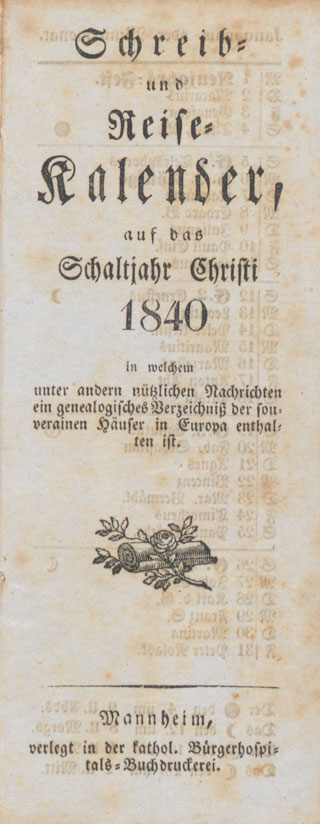 Schreib-
und
Reise-
Kalender,
auf das
Schaltjahr Christi
1840
in welchem
unter andern nützlichen Nachrichten
ein genealogisches Verzeichniß der sou-
verainen Häuser in Europa enthal-
ten ist.
Mannheim,
verlegt in der kathol. Bürgerhospi-
tals-Buchdruckerei.